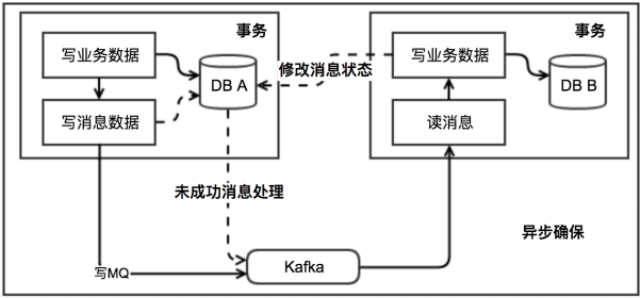 事务
写业务数据
DB A
写消息数据
修改消息状态
事务
写业务数据
DB B
读消息
未成功消息处理
异步确保
写MQ
Kafka